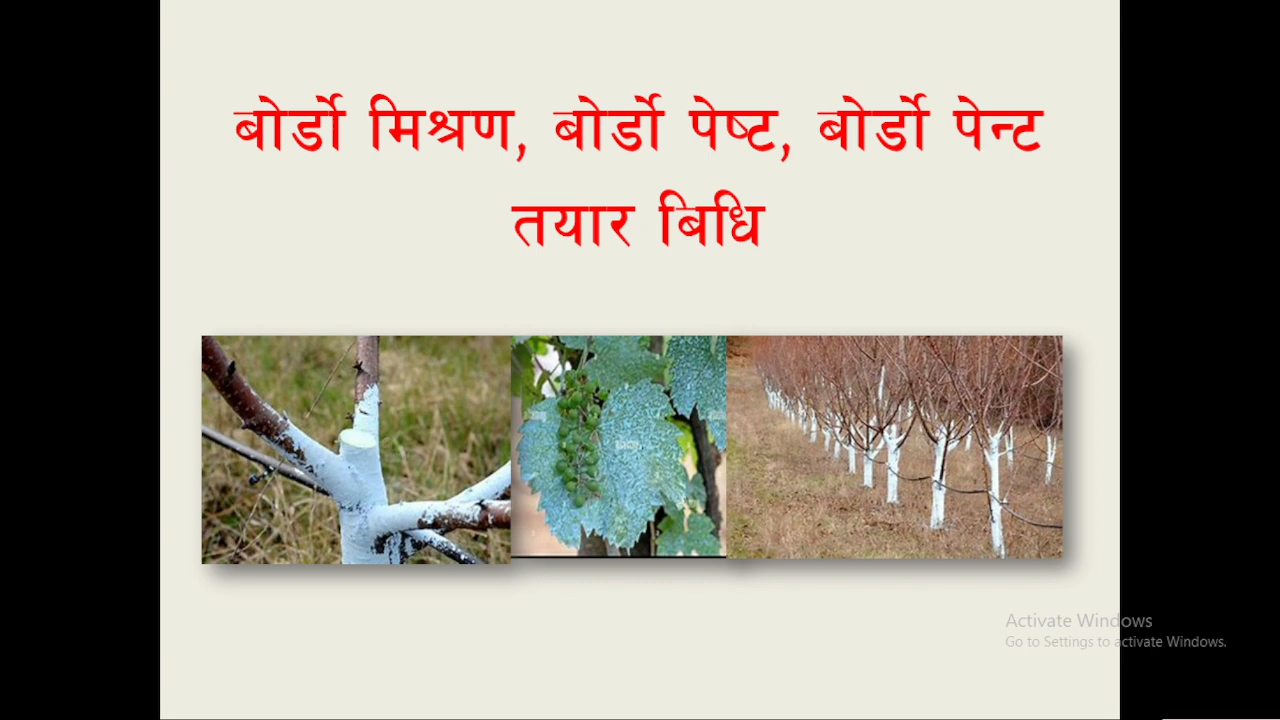 बोर्डो मिश्रण, बोर्डो पेष्ट, बोर्डो पेन्ट
तयार बिधि
Activate Windows
Go to Settings to activate Windows.